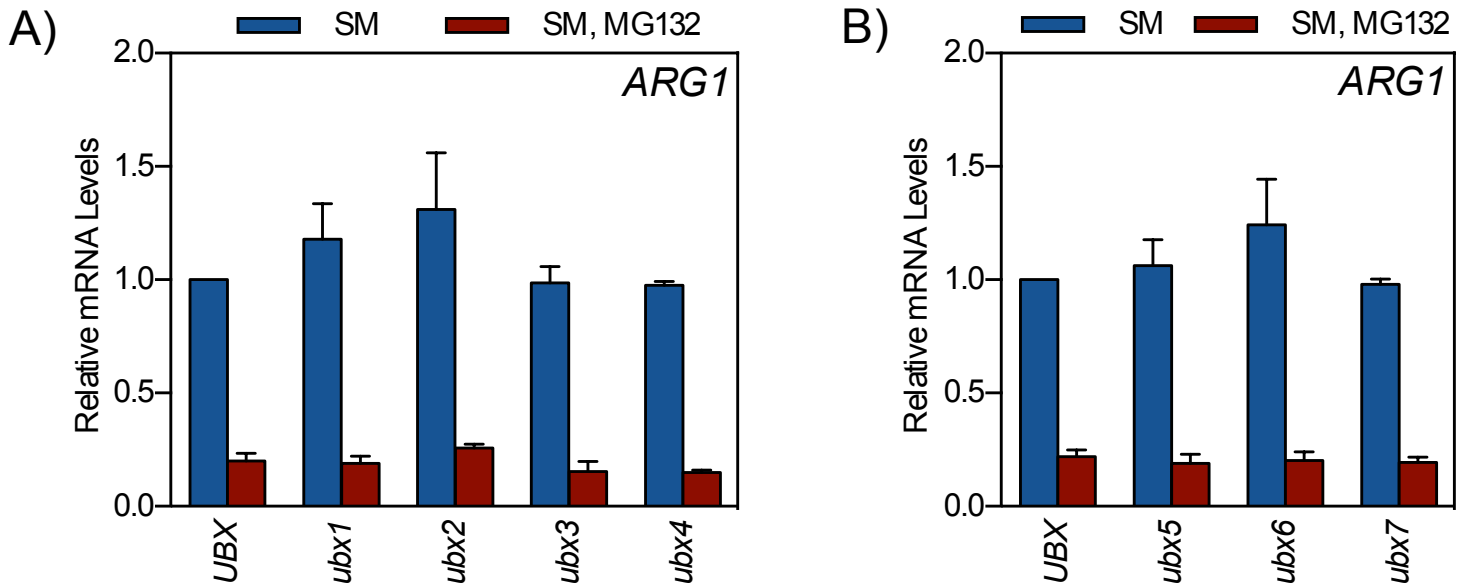 A)
SM
SM, MG132
ARG1
Relative mRNA Levels
2.0
1.5
1.0
0.5
0.0
UBX
ubx1
ubx2
ubx3
ubx4
B)
SM
SM, MG132
ARG1
Relative mRNA Levels
2.0
1.5
1.0
0.5
0.0
UBX
ubx5
ubx6
ubx7